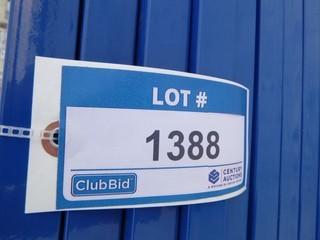 LOT #
1388
ClubBid
CENTURY
AUCTIONS